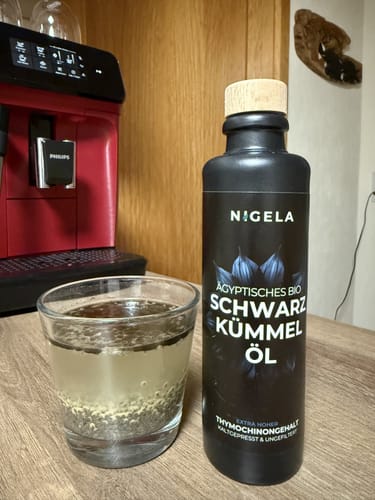 PHILIPS
NIGELA
ÄGYPTISCHES BIO
SCHWARZ
KÜMMEL
ÖL
EXTRA HOHER
THYMOCHINONGEHALT
KALTGEPRESST & UNGEFILTERT